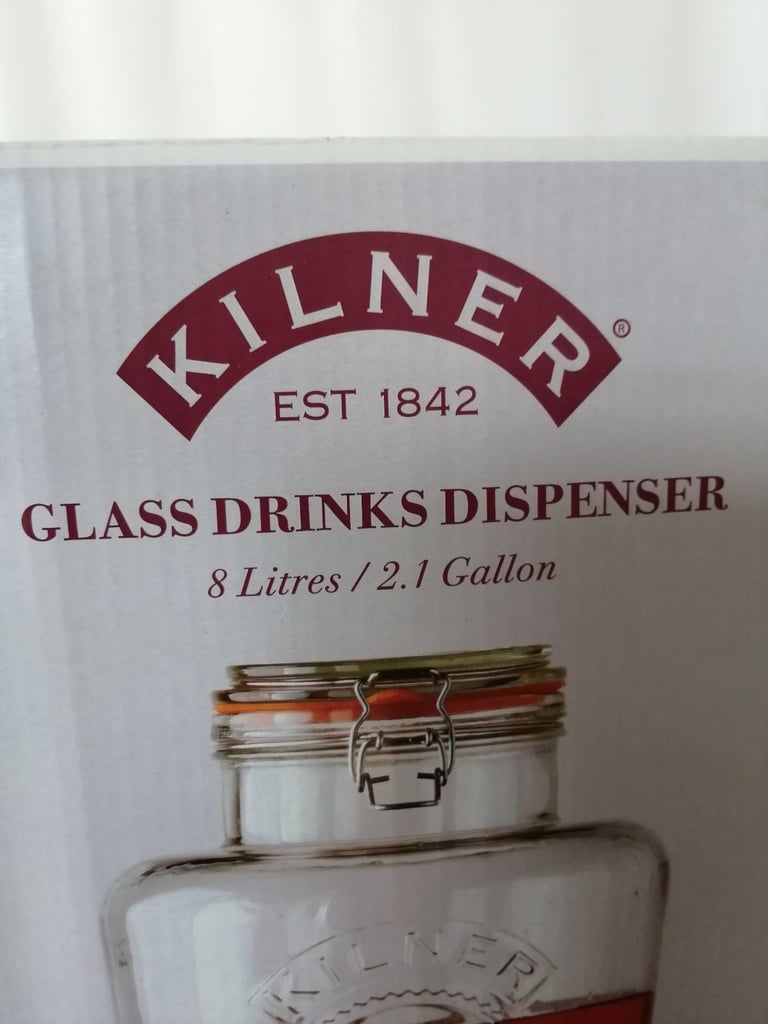 KILNER®
EST 1842
GLASS DRINKS DISPENSER
8 Litres / 2.1 Gallon
KILNER